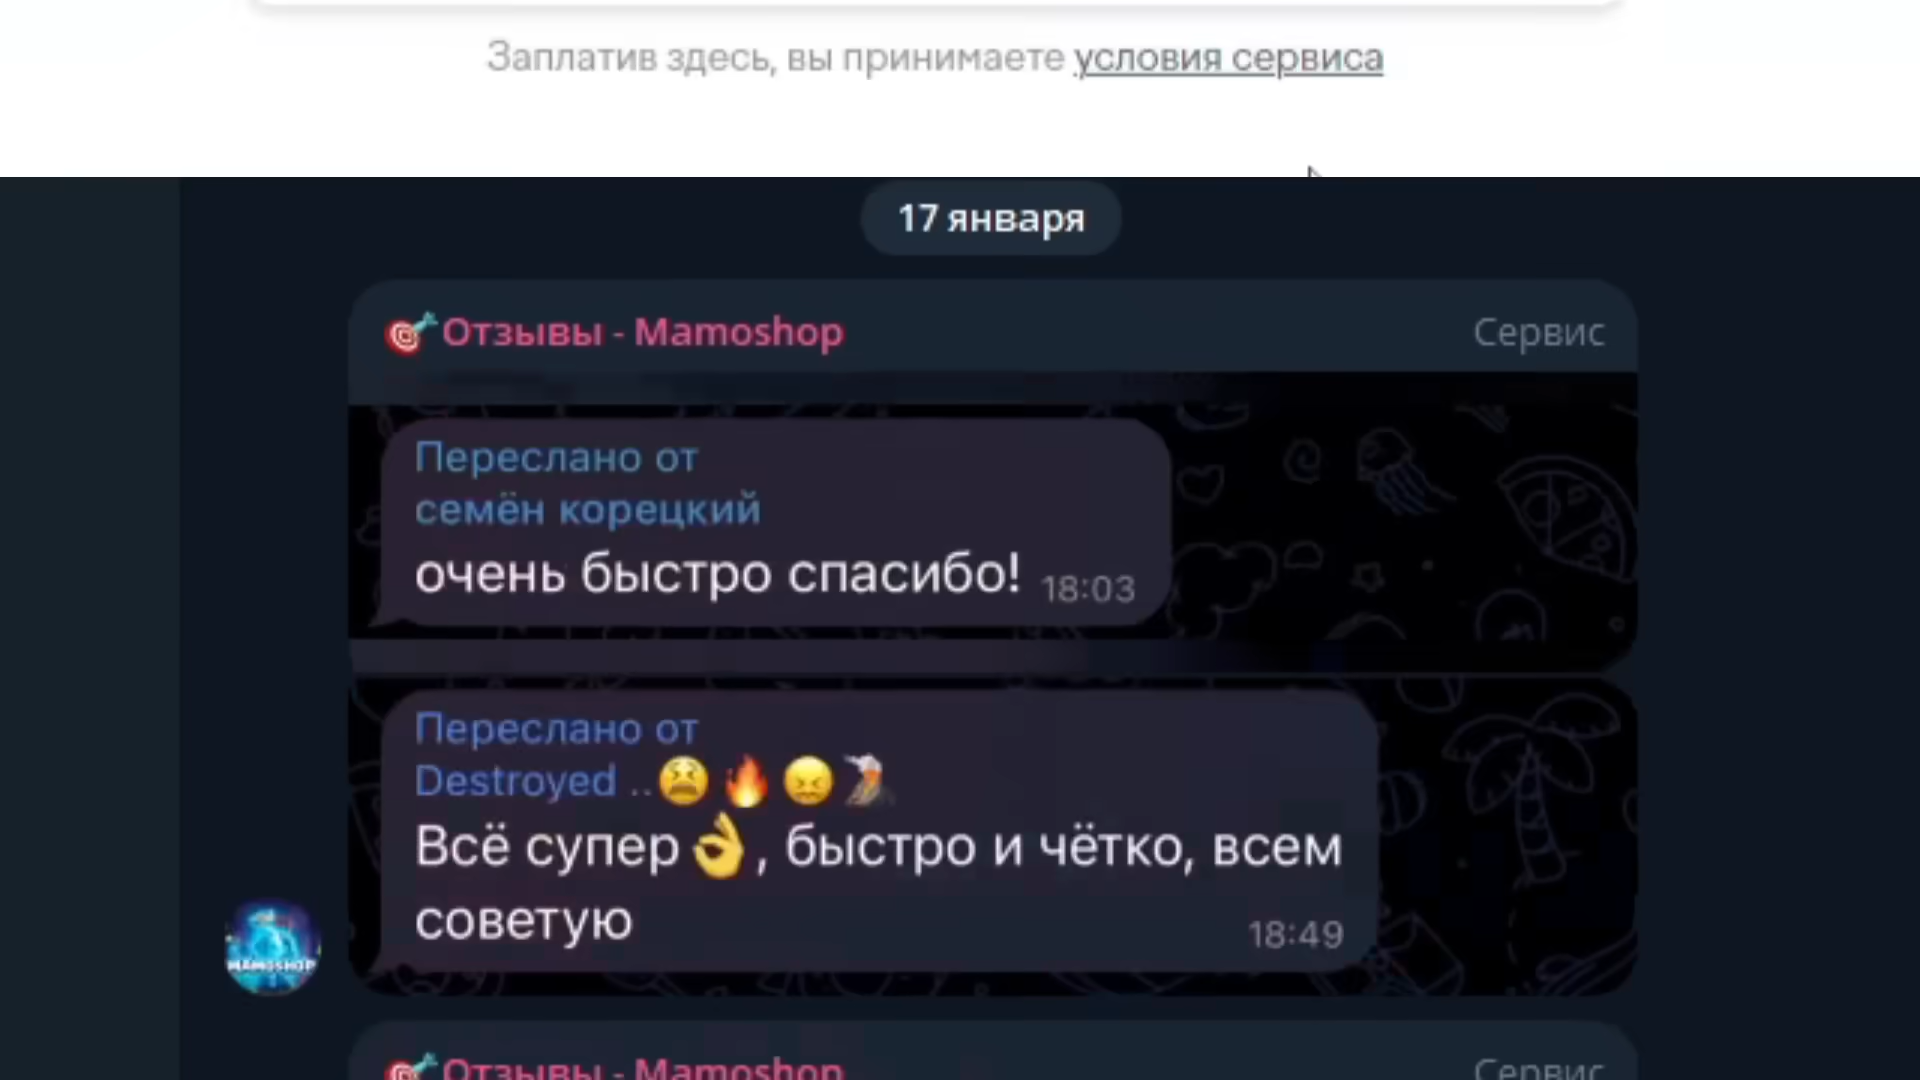 Заплатив здесь, вы принимаете условия сервиса
17 января
Отзывы - Mamoshop
Сервис
Переслано от
семён корецкий
очень быстро спасибо! 18:03
Переслано от
Destroyed ..😫🔥😖🤦
Всё супер👌, быстро и чётко, всем
советую
18:49
MAMOSHOP
Отзывы - Mamoshop
Сервис